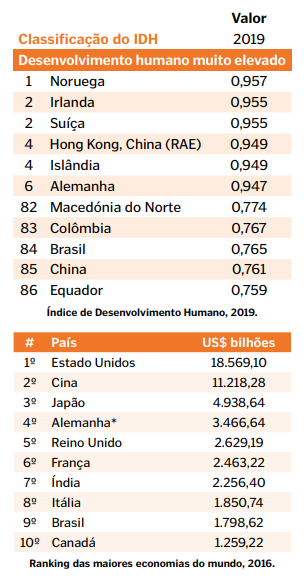 Valor
Classificação do IDH 2019
Desenvolvimento humano muito elevado
1 Noruega 0,957
2 Irlanda 0,955
2 Suíça 0,955
4 Hong Kong, China (RAE) 0,949
4 Islândia 0,949
6 Alemanha 0,947
82 Macedónia do Norte 0,774
83 Colômbia 0,767
84 Brasil 0,765
85 China 0,761
86 Equador 0,759
Índice de Desenvolvimento Humano, 2019.
# País US$ bilhões
1º Estado Unidos 18.569,10
2º Cina 11.218,28
3º Japão 4.938,64
4º Alemanha* 3.466,64
5º Reino Unido 2.629,19
6º França 2.463,22
7º Índia 2.256,40
8º Itália 1.850,74
9º Brasil 1.798,62
10º Canadá 1.259,22
Ranking das maiores economias do mundo, 2016.